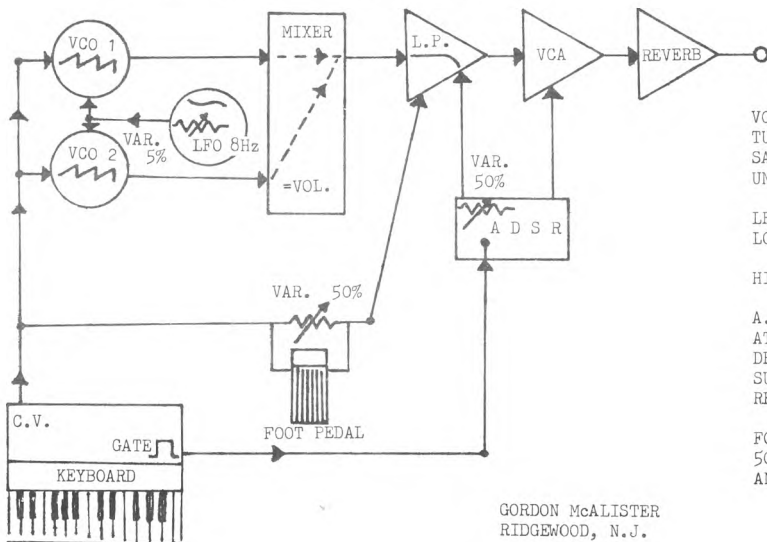 VCO 1
MIXER
L.P.
VCA
REVERB
VAR.
5%
LFO 8Hz
VCO 2
=VOL.
VAR.
50%
A D S R
VAR. 50%
C.V.
GATE
FOOT PEDAL
KEYBOARD
GORDON McALISTER
RIDGEWOOD, N.J.